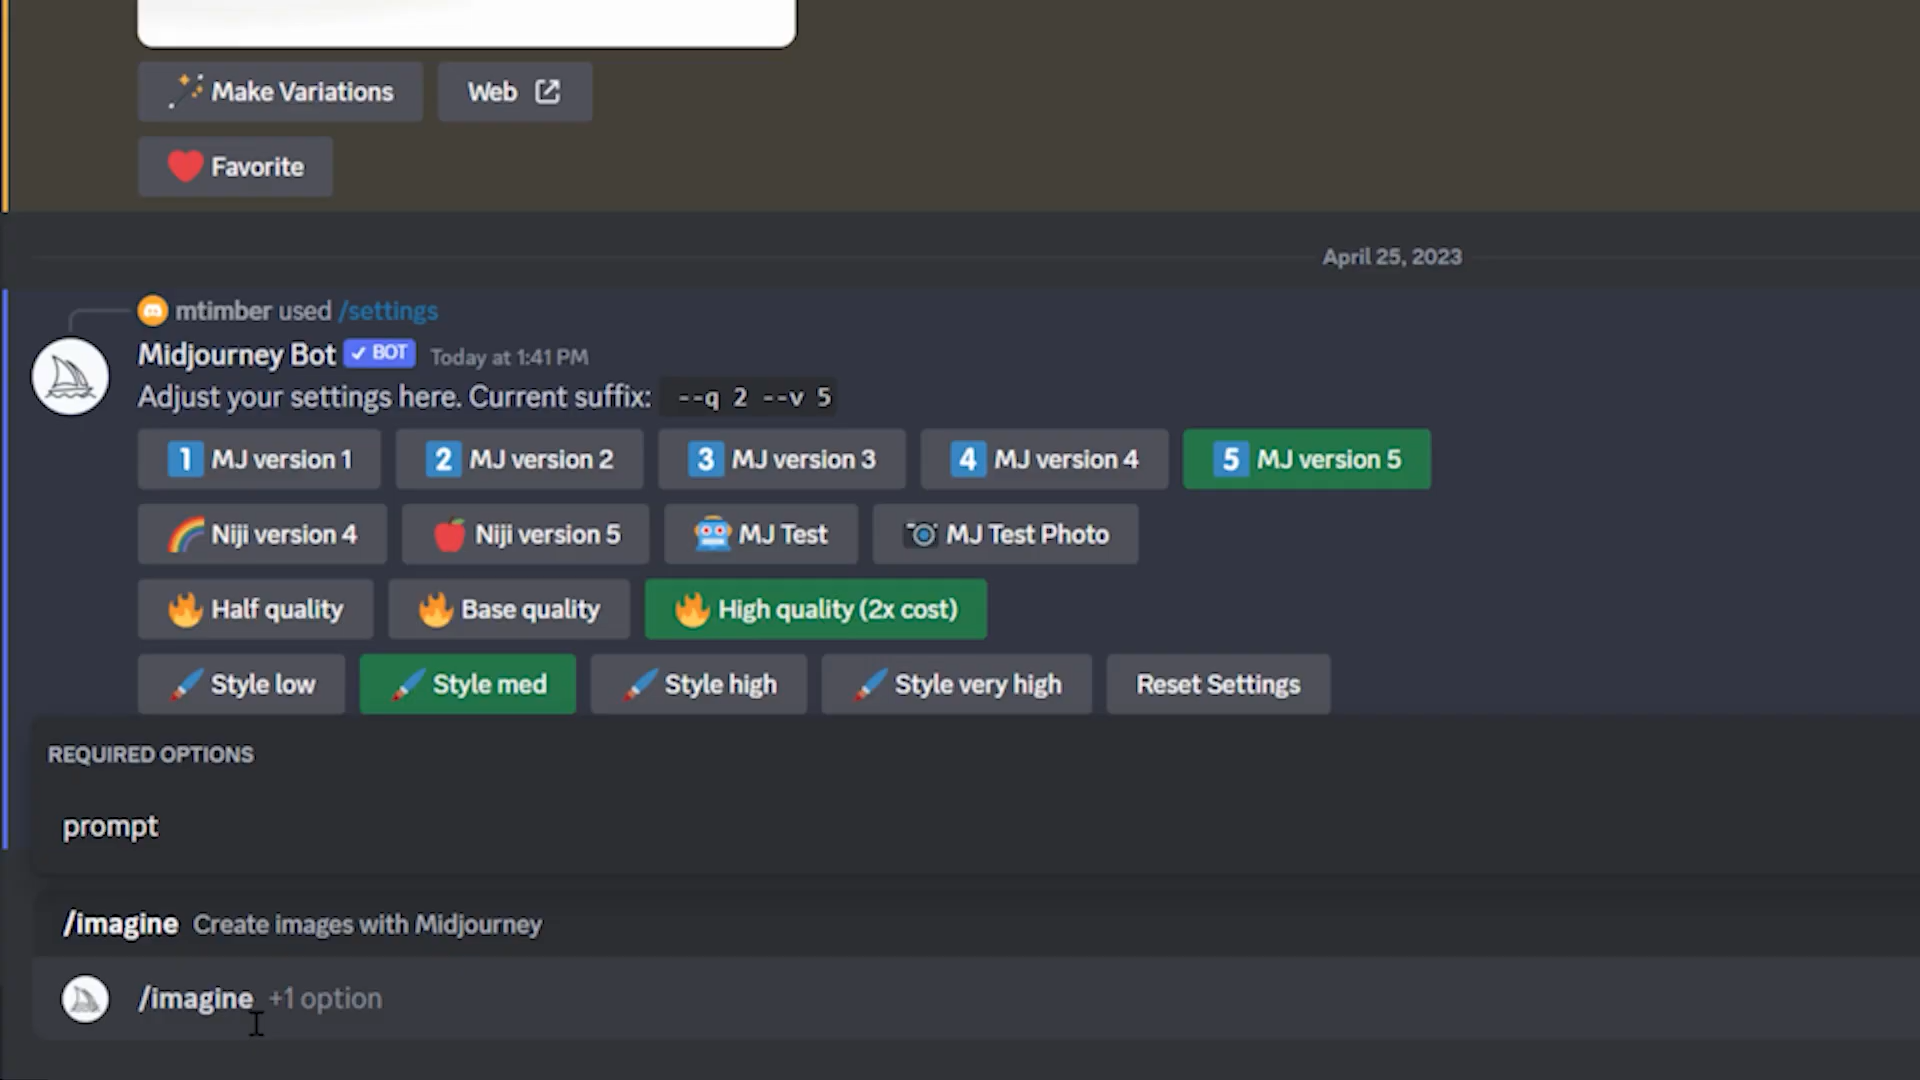 Make Variations Web
Favorite
April 25, 2023
mtimber used /settings
Midjourney Bot ✓ BOT Today at 1:41 PM
Adjust your settings here. Current suffix: --q 2 --v 5
1 MJ version 1 2 MJ version 2 3 MJ version 3 4 MJ version 4 5 MJ version 5
Niji version 4 Niji version 5 MJ Test MJ Test Photo
Half quality Base quality High quality (2x cost)
Style low Style med Style high Style very high Reset Settings
REQUIRED OPTIONS
prompt
/imagine Create images with Midjourney
/imagine +1 option